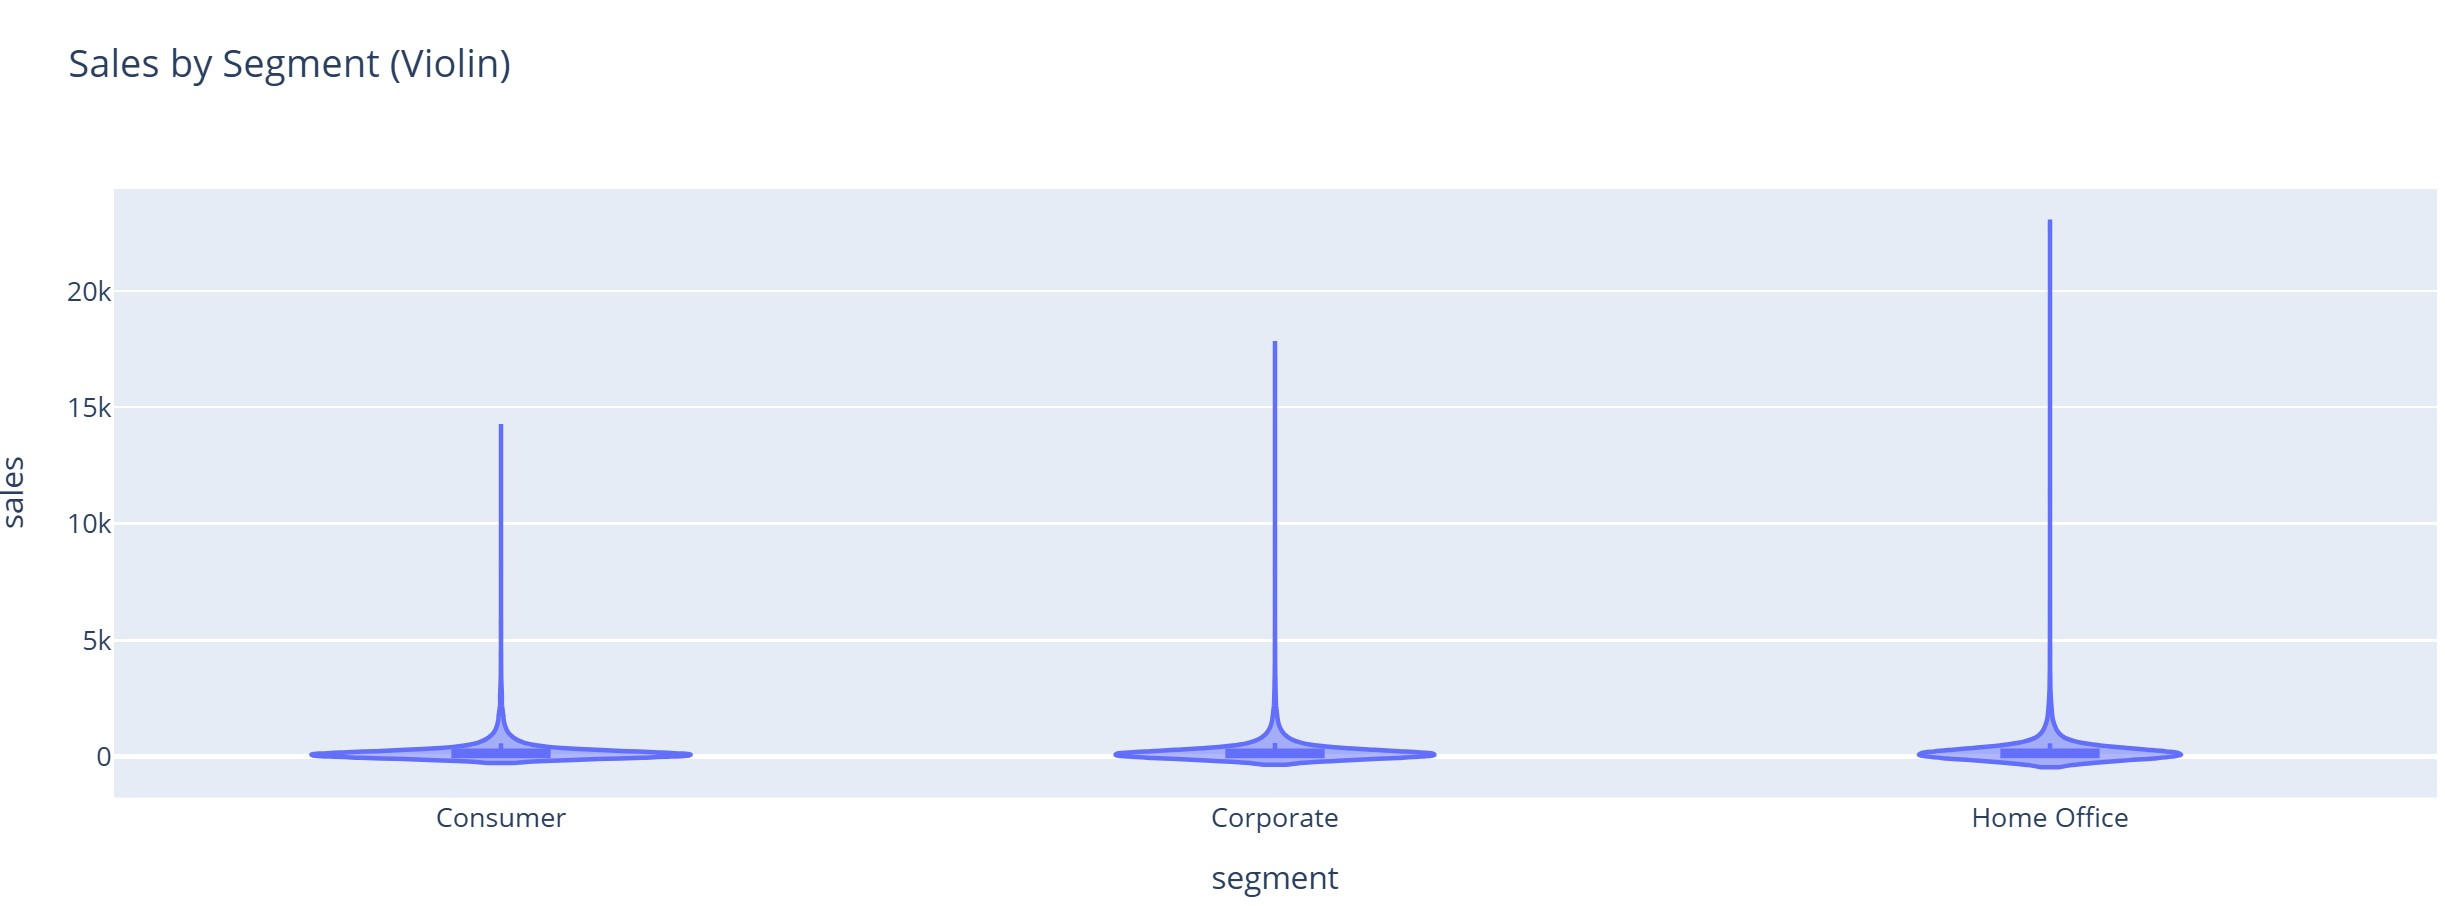 Sales by Segment (Violin)
20k
15k
10k
5k
0
sales
Consumer
Corporate
Home Office
segment